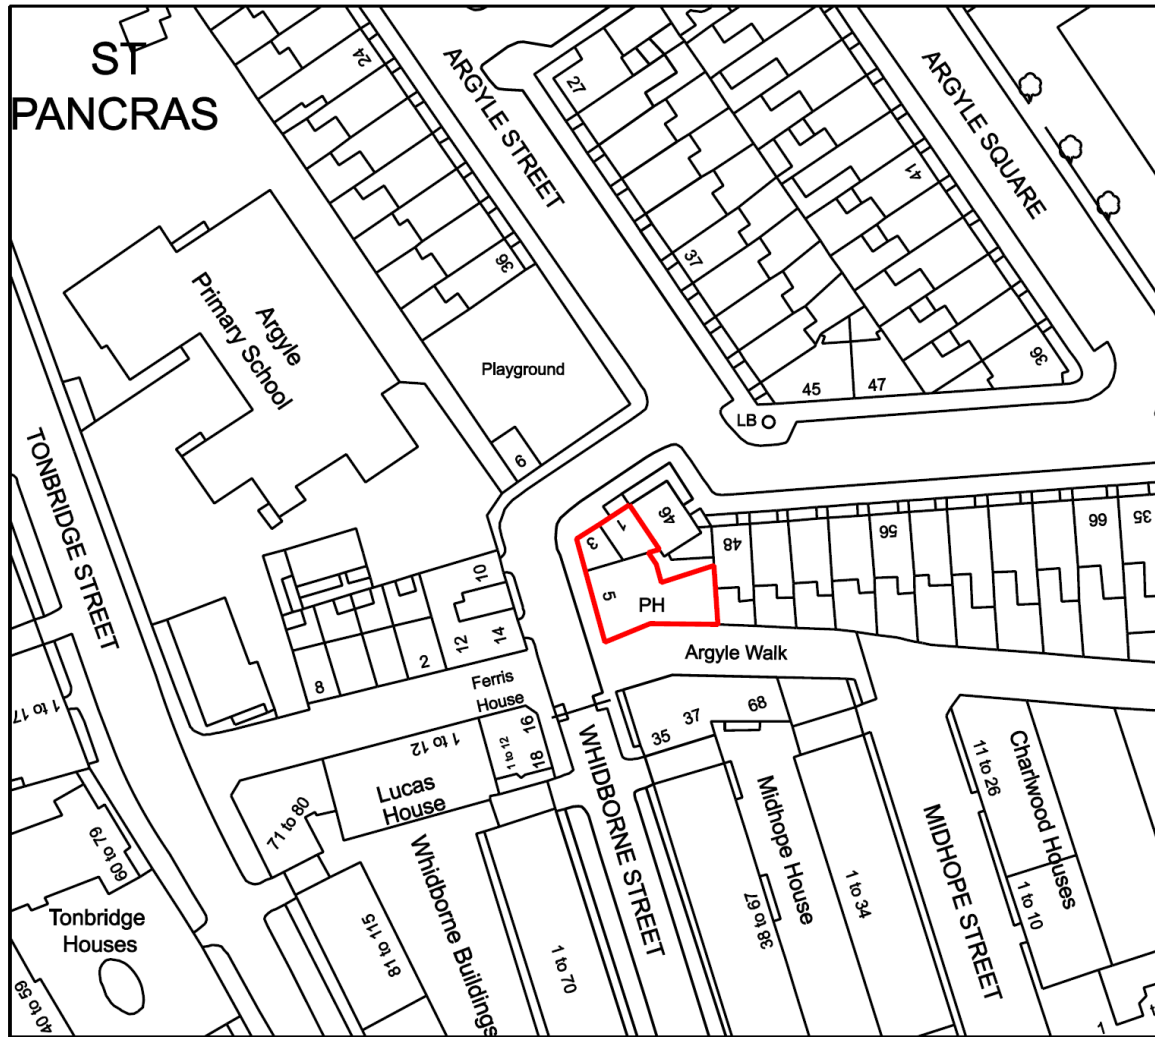 ST
PANCRAS
24
ARGYLE STREET
27
ARGYLE SQUARE
41
36
37
Argyle
Primary School
Playground
45
47
36
LB
9
TONBRIDGE STREET
1
3
46
48
56
66
35
5
PH
10
12
14
2
8
Argyle Walk
Ferris
House
1 to 17
1 to 12
1 to 12
16
18
35
37
68
Lucas
House
71 to 80
WHIDBORNE STREET
Midhope House
11 to 26
Charlwood Houses
60 to 79
Tonbridge
Houses
40 to 59
81 to 115
Whidborne Buildings
1 to 70
38 to 67
1 to 34
MIDHOPE STREET
1 to 10
1